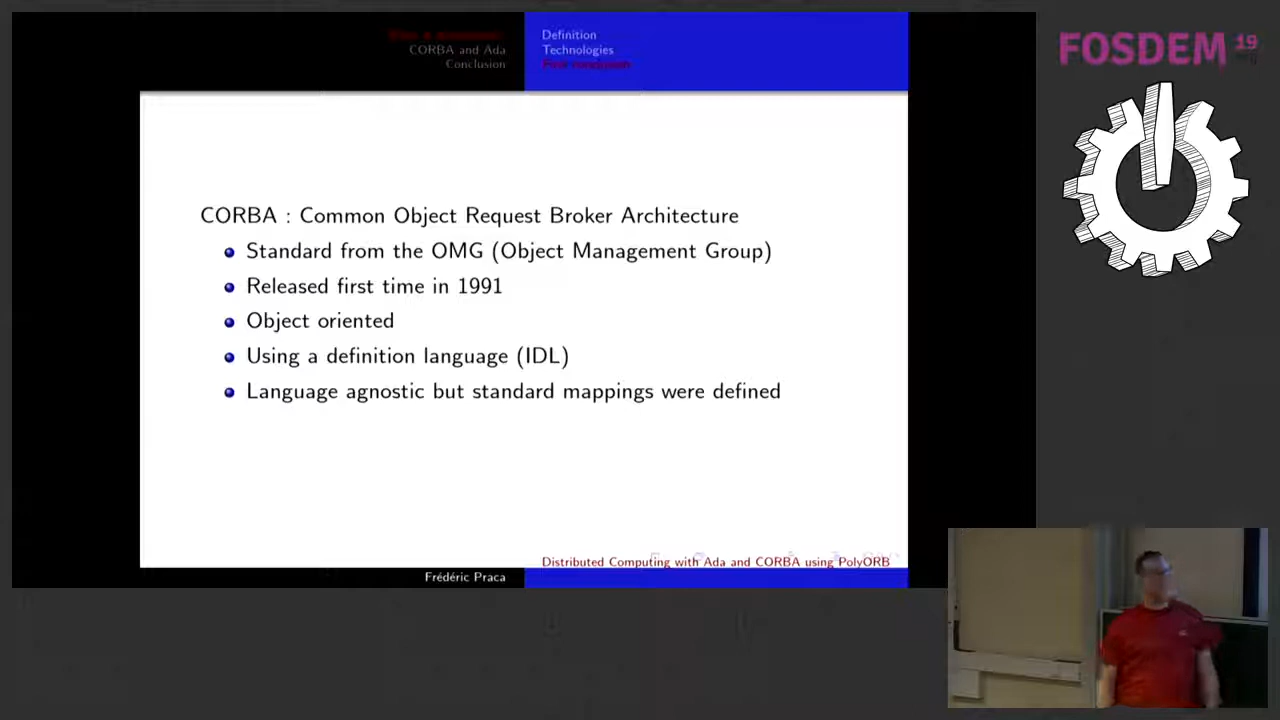 CORBA and Ada
Conclusion
Definition
Technologies
First conclusion
FOSDEM 19
CORBA : Common Object Request Broker Architecture
Standard from the OMG (Object Management Group)
Released first time in 1991
Object oriented
Using a definition language (IDL)
Language agnostic but standard mappings were defined
Distributed Computing with Ada and CORBA using PolyORB
Frédéric Praca